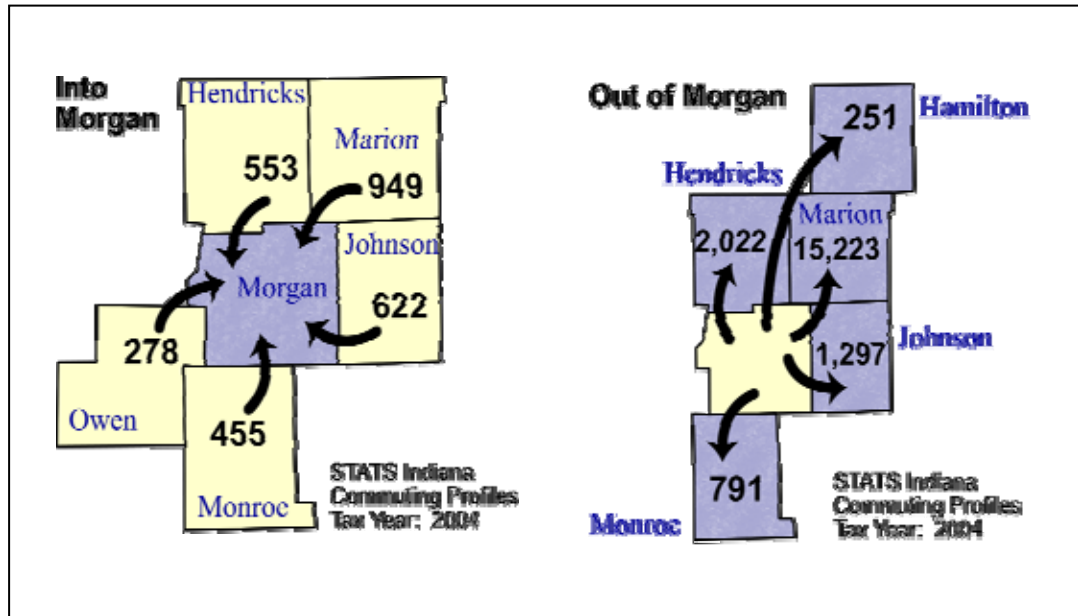 Into
Morgan
Hendricks
553
Marion
949
Johnson
622
Morgan
278
Owen
455
Monroe
STATS Indiana
Commuting Profiles
Tax Year: 2004
Out of Morgan
251
Hamilton
Hendricks
2,022
Marion
15,223
1,297
Johnson
791
Monroe
STATS Indiana
Commuting Profiles
Tax Year: 2004